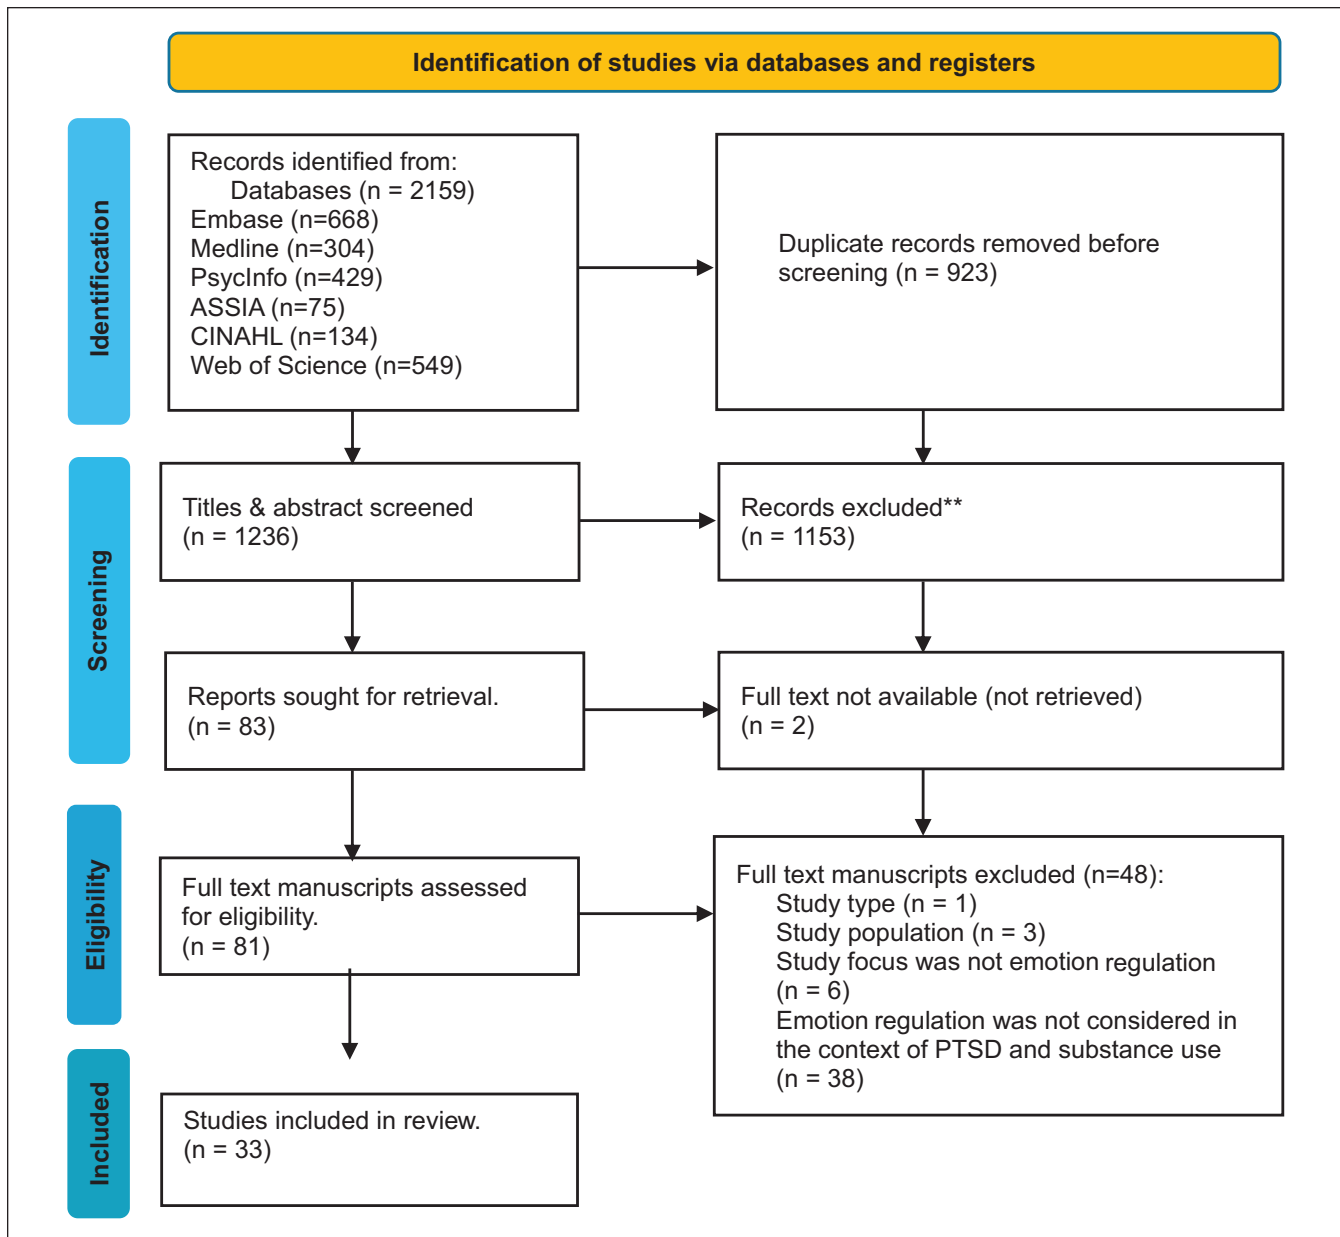 Identification of studies via databases and registers
Identification
Records identified from:
Databases (n = 2159)
Embase (n=668)
Medline (n=304)
PsycInfo (n=429)
ASSIA (n=75)
CINAHL (n=134)
Web of Science (n=549)
Duplicate records removed before
screening (n = 923)
Screening
Titles & abstract screened
(n = 1236)
Records excluded**
(n = 1153)
Reports sought for retrieval.
(n = 83)
Full text not available (not retrieved)
(n = 2)
Eligibility
Full text manuscripts assessed
for eligibility.
(n = 81)
Full text manuscripts excluded (n=48):
Study type (n = 1)
Study population (n = 3)
Study focus was not emotion regulation
(n = 6)
Emotion regulation was not considered in
the context of PTSD and substance use
(n = 38)
Included
Studies included in review.
(n = 33)